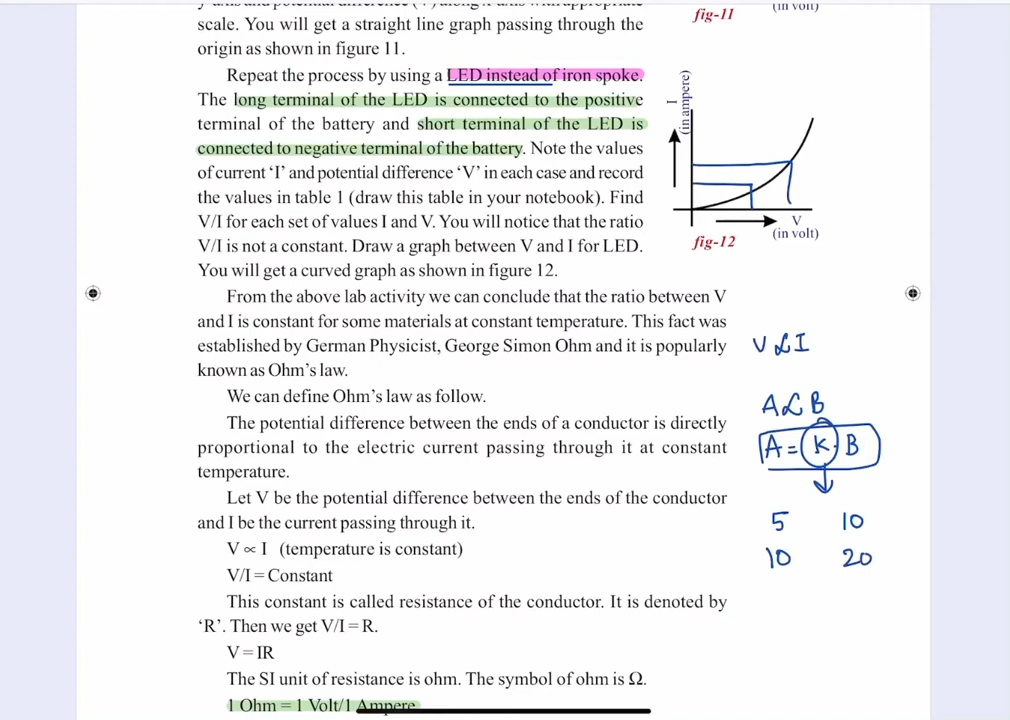 scale. You will get a straight line graph passing through the
origin as shown in figure 11.
fig-11
(in volt)
Repeat the process by using a LED instead of iron spoke.
The long terminal of the LED is connected to the positive
terminal of the battery and short terminal of the LED is
connected to negative terminal of the battery. Note the values
of current ‘I’ and potential difference ‘V’ in each case and record
the values in table 1 (draw this table in your notebook). Find
V/I for each set of values I and V. You will notice that the ratio
V/I is not a constant. Draw a graph between V and I for LED.
You will get a curved graph as shown in figure 12.
I
(in ampere)
V
(in volt)
fig-12
From the above lab activity we can conclude that the ratio between V
and I is constant for some materials at constant temperature. This fact was
established by German Physicist, George Simon Ohm and it is popularly
known as Ohm’s law.
We can define Ohm’s law as follow.
The potential difference between the ends of a conductor is directly
proportional to the electric current passing through it at constant
temperature.
Let V be the potential difference between the ends of the conductor
and I be the current passing through it.
V ∝ I (temperature is constant)
V/I = Constant
This constant is called resistance of the conductor. It is denoted by
‘R’. Then we get V/I = R.
V = IR
The SI unit of resistance is ohm. The symbol of ohm is Ω.
1 Ohm = 1 Volt/1 Ampere
V ∝ I
A ∝ B
A = K. B
5 10
10 20